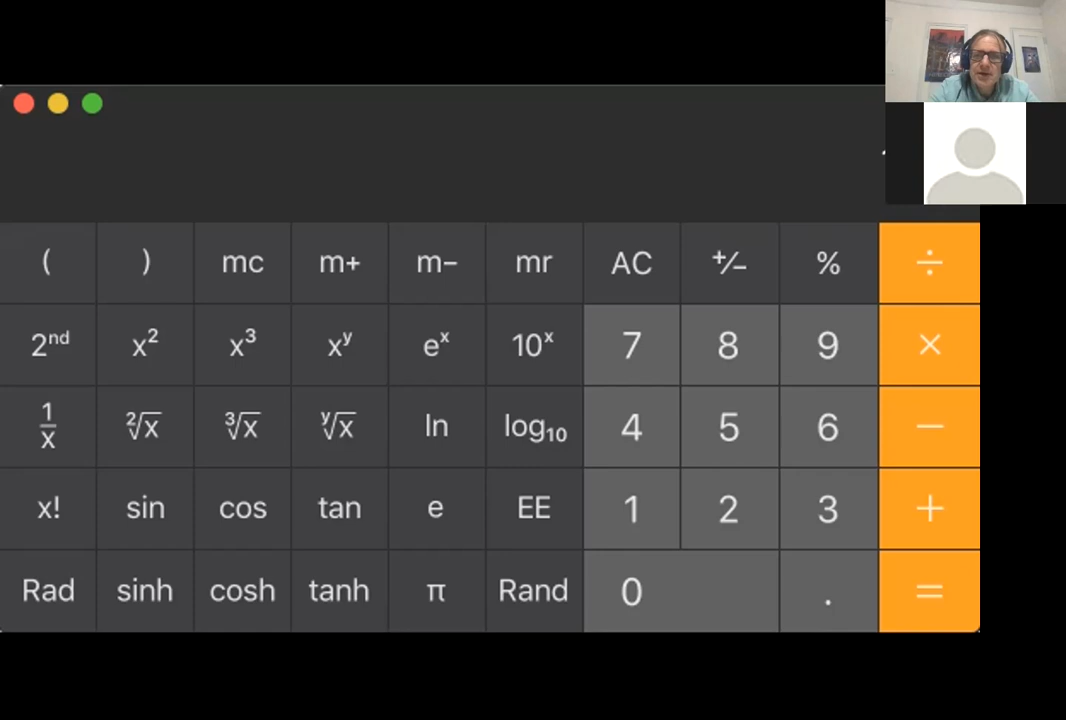 ( ) mc m+ m− mr AC +/− % ÷
2ⁿᵈ x² x³ xʸ eˣ 10ˣ 7 8 9 ×
1/x ²√x ³√x ʸ√x ln log₁₀ 4 5 6 −
x! sin cos tan e EE 1 2 3 +
Rad sinh cosh tanh π Rand 0 . =